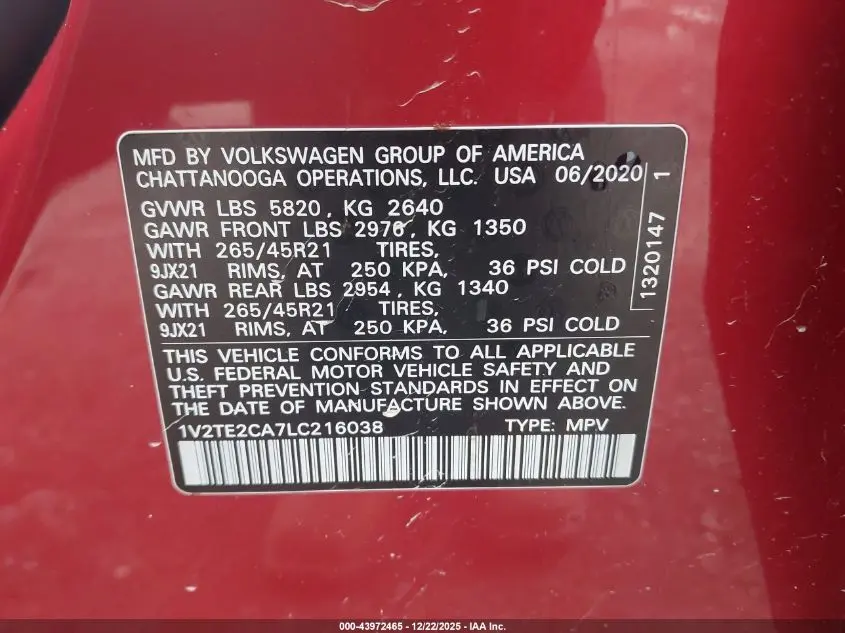 MFD BY VOLKSWAGEN GROUP OF AMERICA
CHATTANOOGA OPERATIONS, LLC. USA 06/2020
GVWR LBS 5820, KG 2640
GAWR FRONT LBS 2976, KG 1350
WITH 265/45R21 TIRES,
9JX21 RIMS, AT 250 KPA, 36 PSI COLD
GAWR REAR LBS 2954, KG 1340
WITH 265/45R21 TIRES,
9JX21 RIMS, AT 250 KPA, 36 PSI COLD
1320147 1
THIS VEHICLE CONFORMS TO ALL APPLICABLE
U.S. FEDERAL MOTOR VEHICLE SAFETY AND
THEFT PREVENTION STANDARDS IN EFFECT ON
THE DATE OF MANUFACTURE SHOWN ABOVE.
1V2TE2CA7LC216038 TYPE: MPV
000-43972465 - 12/22/2025 - IAA Inc.